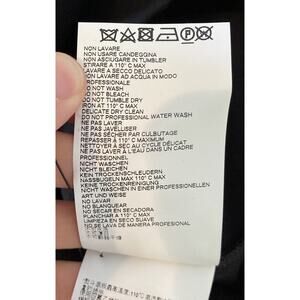 NON LAVARE
NON USARE CANDEGGINA
NON ASCIUGARE IN TUMBLER
STIRARE A 110° C MAX
LAVARE A SECCO DELICATO
NON LAVARE AD ACQUA IN MODO
PROFESSIONALE
DO NOT WASH
DO NOT BLEACH
DO NOT TUMBLE DRY
IRON AT 110° C MAX
DELICATE DRY CLEAN
DO NOT PROFESSIONAL WATER WASH
NE PAS LAVER
NE PAS JAVELLISER
NE PAS SÉCHER PAR CULBUTAGE
REPASSER À 110° C MAXIMUM
NETTOYER À SEC AU CYCLE DÉLICAT
NE PAS LAVER À L'EAU DANS UN CADRE
PROFESSIONNEL
NICHT WASCHEN
NICHT BLEICHEN
KEIN TROCKENSCHLEUDERN
NASSBÜGELN MAX 110° C MAX
KEINE TROCKENREINIGUNG
NICHT WASCHEN IN EINER PROFESSIONELLEN
ART UND WEISE
NO LAVAR
NO BLANQUEAR
NO SECAR EN SECADORA
PLANCHAR A 110° C MAX
LIMPIEZA EN SECO SUAVE
NO SE LAVA DE MANERA PROFESIONAL